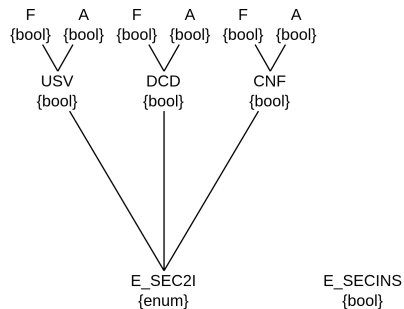 F A F A F A
{bool} {bool} {bool} {bool} {bool} {bool}
USV DCD CNF
{bool} {bool} {bool}
E_SEC2I E_SECINS
{enum} {bool}